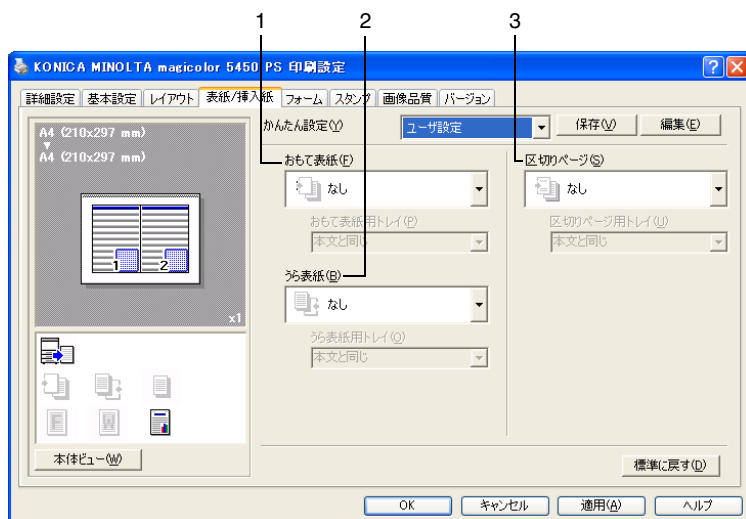 1 2 3
KONICA MINOLTA magicolor 5450 PS 印刷設定
詳細設定 基本設定 レイアウト 表紙/挿入紙 フォーム スタンプ 画像品質 バージョン
A4 (210x297 mm)
A4 (210x297 mm)
1 2
x1
F W
本体ビュー(W)
かんたん設定(Y) ユーザ設定 保存(V) 編集(E)
おもて表紙(F)
なし
おもて表紙用トレイ(P)
本文と同じ
うら表紙(B)
なし
うら表紙用トレイ(O)
本文と同じ
区切りページ(S)
なし
区切りページ用トレイ(U)
本文と同じ
標準に戻す(D)
OK キャンセル 適用(A) ヘルプ